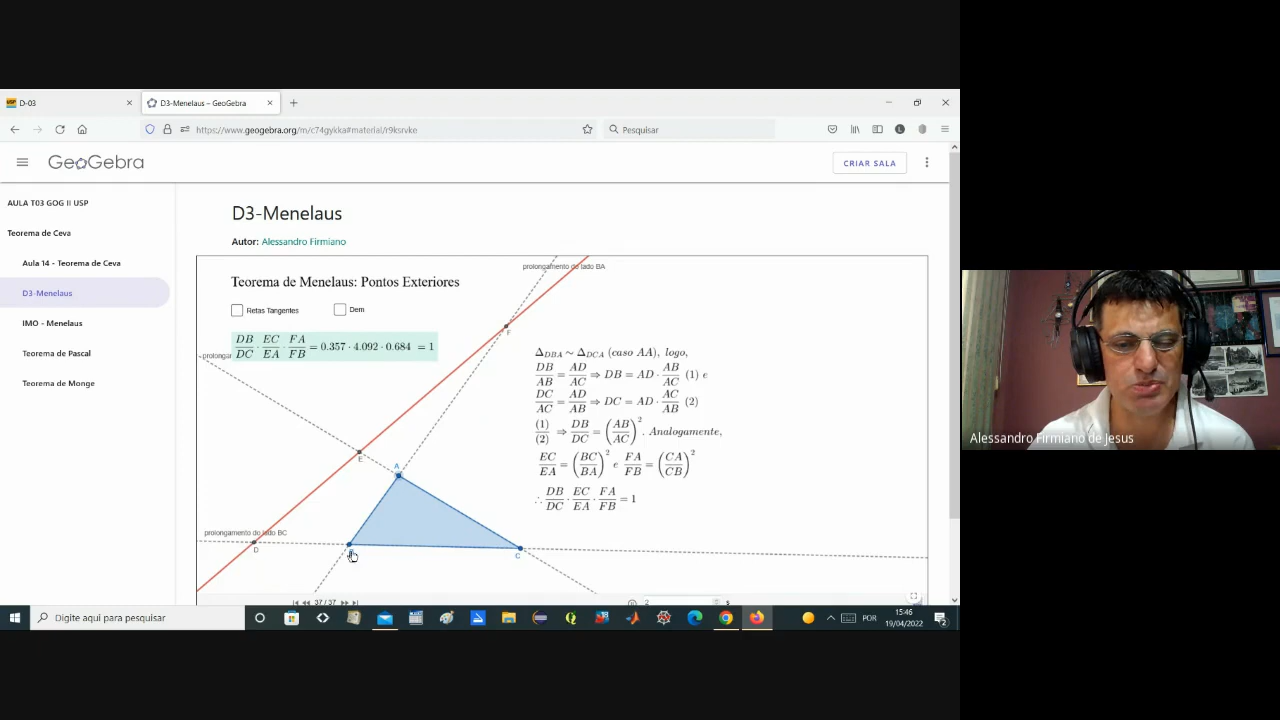 D-03
D3-Menelaus – GeoGebra
https://www.geogebra.org/m/c74gykka#material/r9ksrvke
Pesquisar
GeoGebra
CRIAR SALA
AULA T03 GOG II USP
Teorema de Ceva
Aula 14 - Teorema de Ceva
D3-Menelaus
IMO - Menelaus
Teorema de Pascal
Teorema de Monge
D3-Menelaus
Autor: Alessandro Firmiano
prolongamento do lado BA
Teorema de Menelaus: Pontos Exteriores
Retas Tangentes
Dem
prolongar
DB/DC · EC/EA · FA/FB = 0.357 · 4.092 · 0.684 = 1
F
Δ_DBA ~ Δ_DCA (caso AA), logo,
DB/AB = AD/AC ⇒ DB = AD · AB/AC (1) e
DC/AC = AD/AB ⇒ DC = AD · AC/AB (2)
(1)/(2) ⇒ DB/DC = (AB/AC)². Analogamente,
EC/EA = (BC/BA)² e FA/FB = (CA/CB)²
∴ DB/DC · EC/EA · FA/FB = 1
E
A
prolongamento do lado BC
D
C
37 / 37
2
s
Digite aqui para pesquisar
POR
15:46
19/04/2022
2
Alessandro Firmiano de Jesus